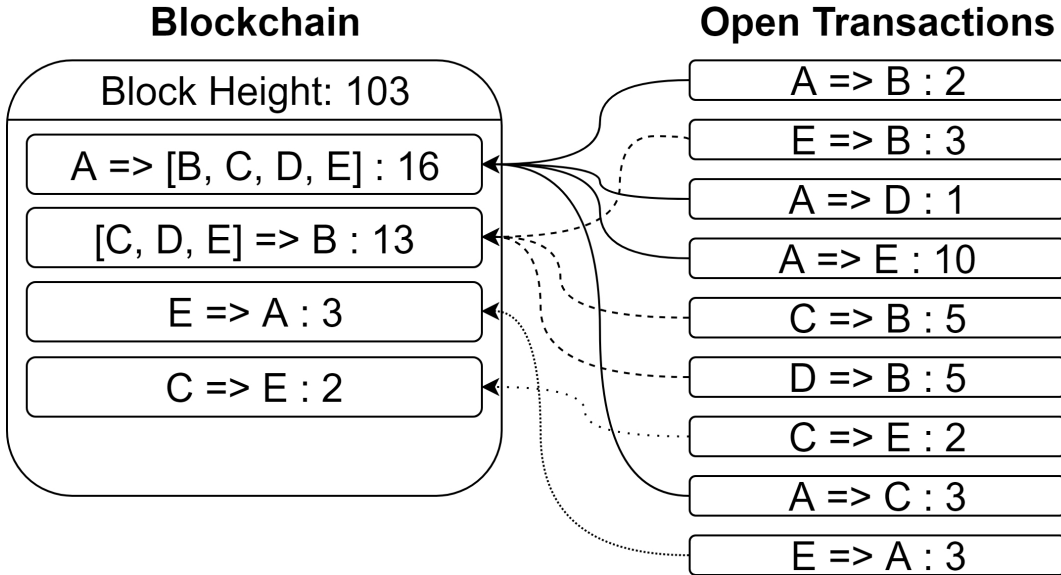 Blockchain
Block Height: 103
A => [B, C, D, E] : 16
[C, D, E] => B : 13
E => A : 3
C => E : 2
Open Transactions
A => B : 2
E => B : 3
A => D : 1
A => E : 10
C => B : 5
D => B : 5
C => E : 2
A => C : 3
E => A : 3